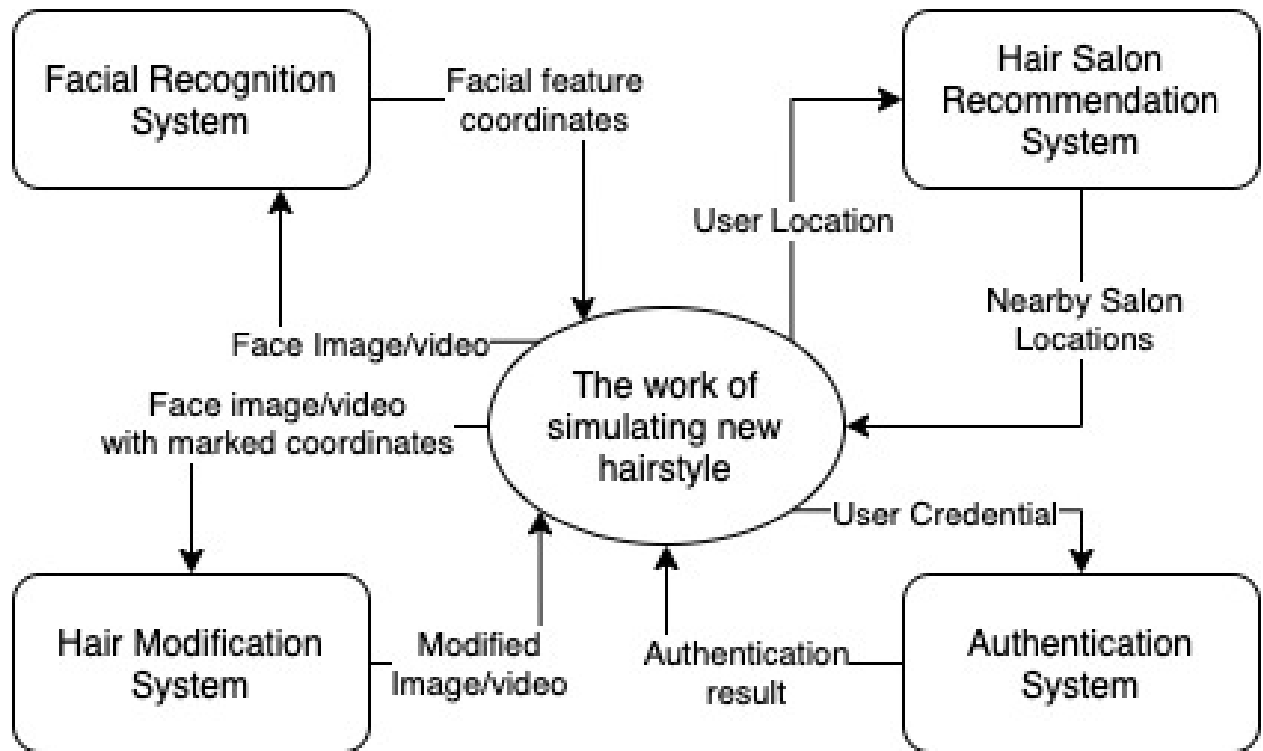 Facial Recognition
System
Facial feature
coordinates
Hair Salon
Recommendation
System
User Location
Nearby Salon
Locations
Face Image/video
The work of
simulating new
hairstyle
Face image/video
with marked coordinates
User Credential
Hair Modification
System
Modified
Image/video
Authentication
result
Authentication
System